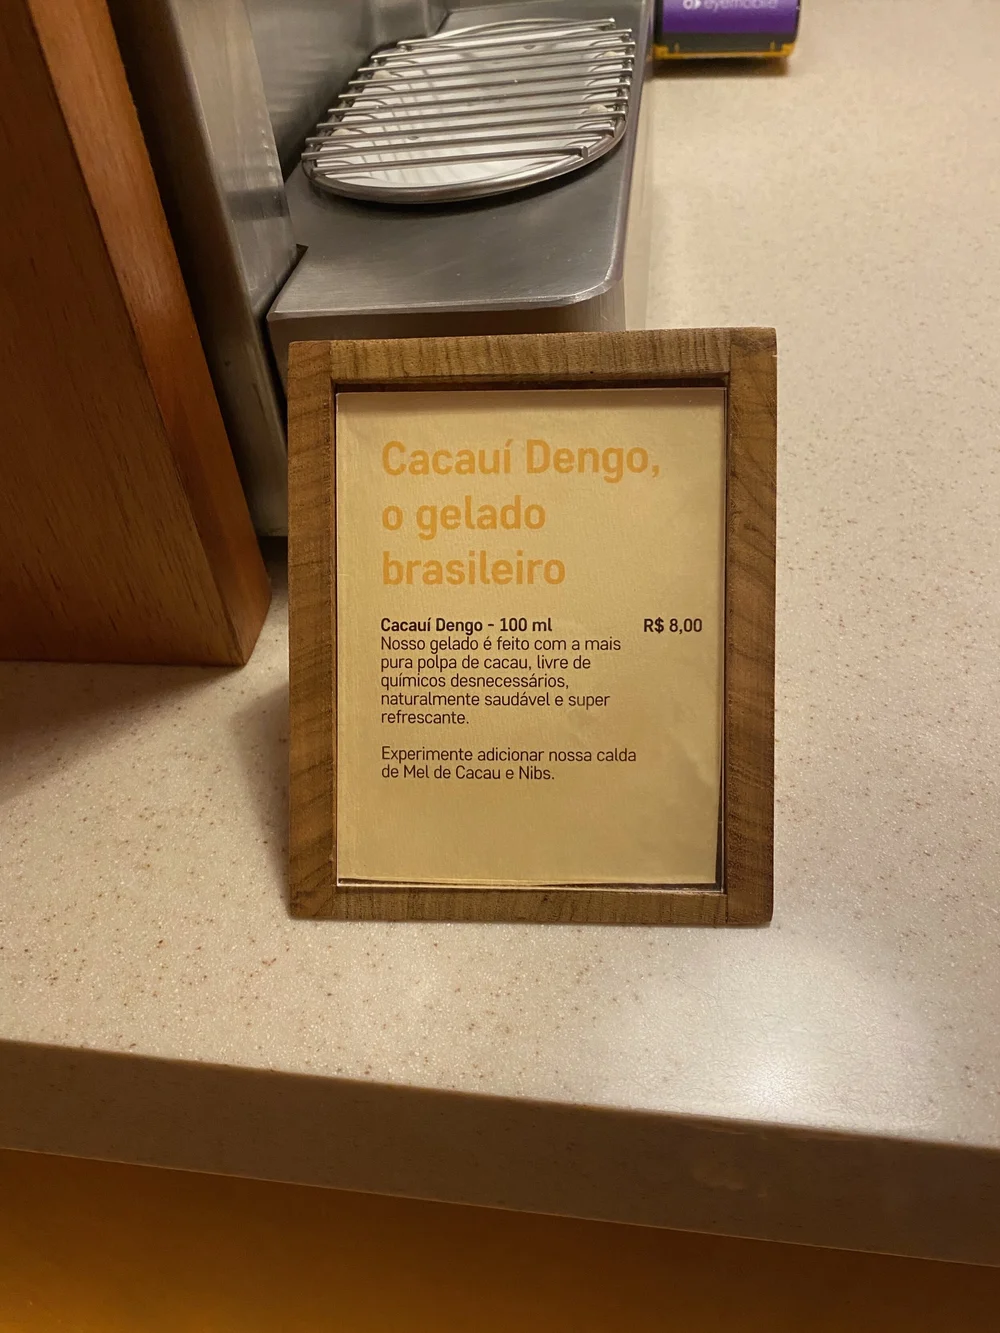 eyemobile
Cacauí Dengo,
o gelado
brasileiro
Cacauí Dengo - 100 ml R$ 8,00
Nosso gelado é feito com a mais
pura polpa de cacau, livre de
químicos desnecessários,
naturalmente saudável e super
refrescante.
Experimente adicionar nossa calda
de Mel de Cacau e Nibs.